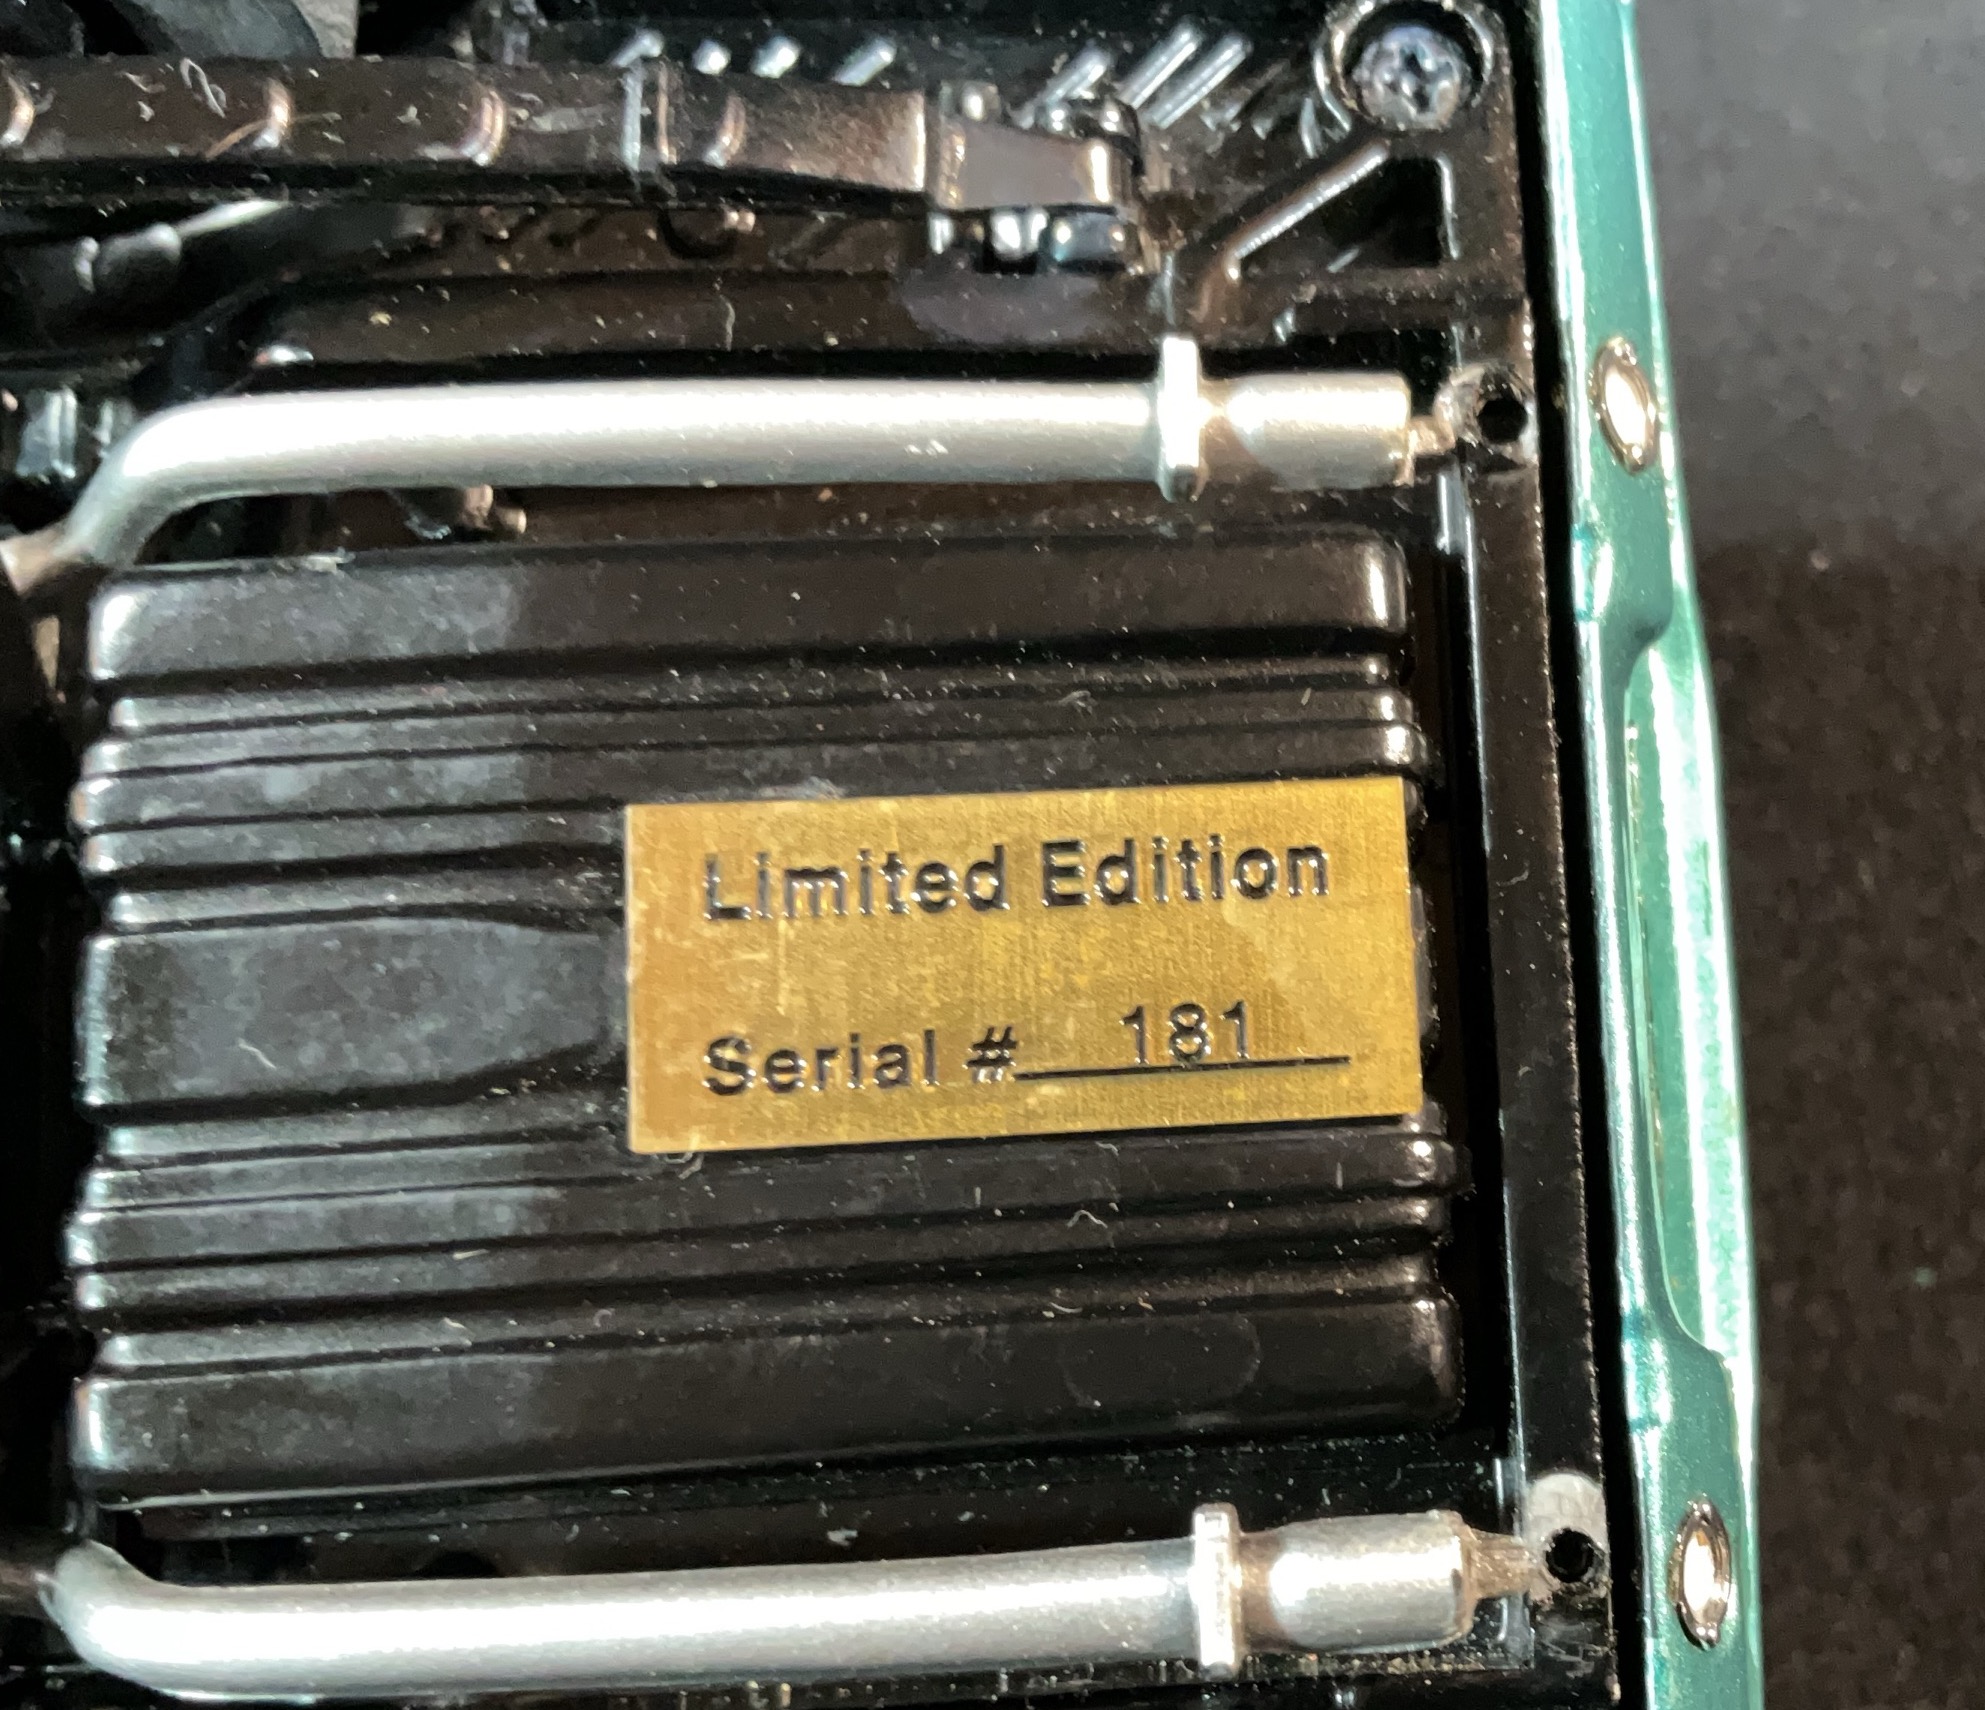 Limited Edition
Serial # 181